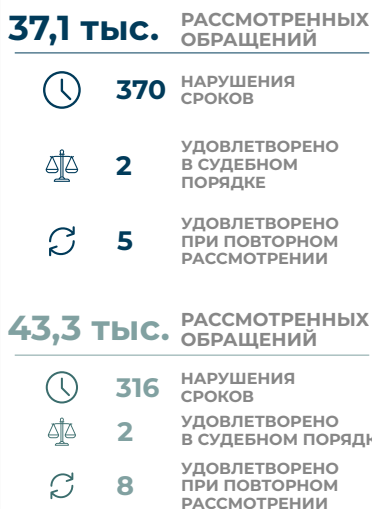 37,1 тыс. РАССМОТРЕННЫХ
ОБРАЩЕНИЙ
370 НАРУШЕНИЯ
СРОКОВ
2 УДОВЛЕТВОРЕНО
В СУДЕБНОМ
ПОРЯДКЕ
5 УДОВЛЕТВОРЕНО
ПРИ ПОВТОРНОМ
РАССМОТРЕНИИ
43,3 тыс. РАССМОТРЕННЫХ
ОБРАЩЕНИЙ
316 НАРУШЕНИЯ
СРОКОВ
2 УДОВЛЕТВОРЕНО
В СУДЕБНОМ ПОРЯДК
8 УДОВЛЕТВОРЕНО
ПРИ ПОВТОРНОМ
РАССМОТРЕНИИ